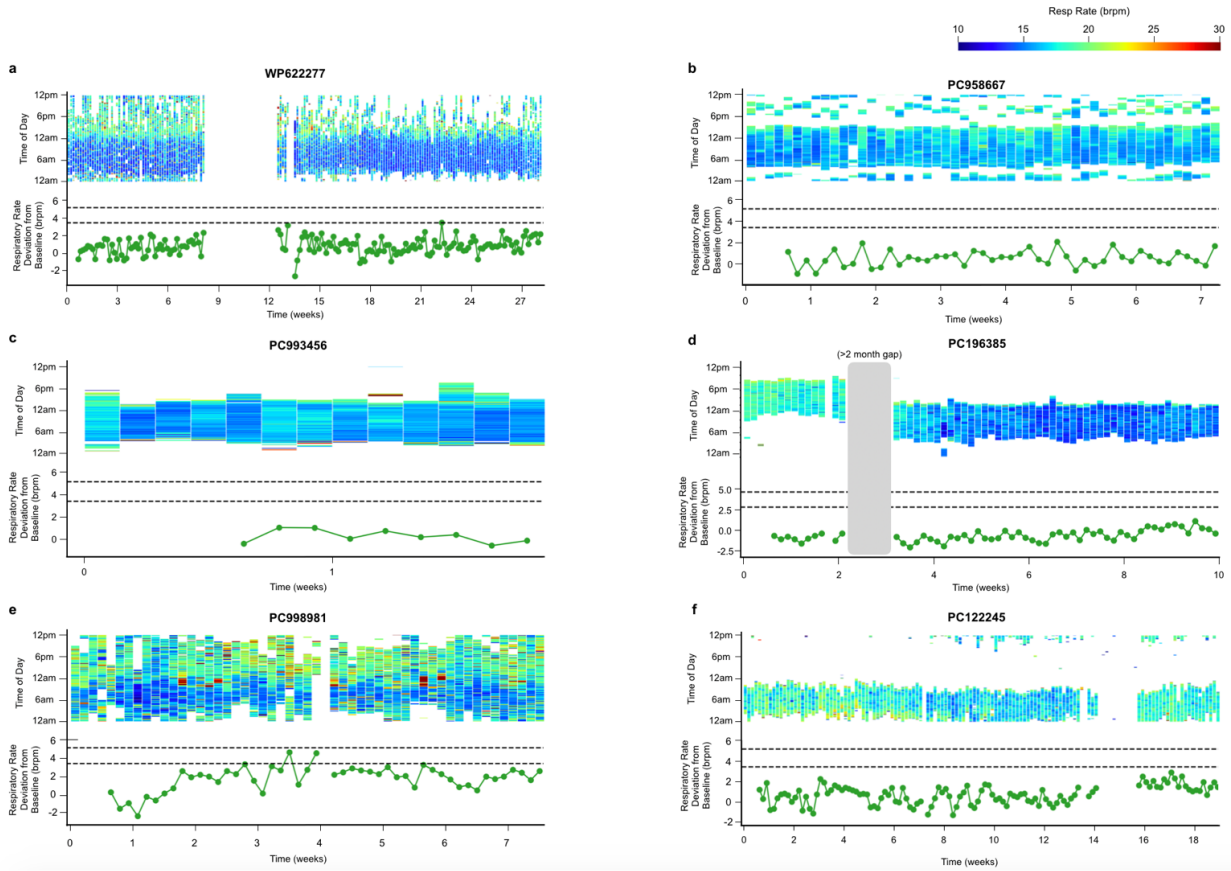 Resp Rate (brpm)
10 15 20 25 30
a
WP622277
12pm
6pm
12am
6am
12am
Time of Day
6
4
2
0
-2
Respiratory Rate
Deviation from
Baseline (brpm)
0 3 6 9 12 15 18 21 24 27
Time (weeks)
b
PC958667
12pm
6pm
12am
6am
12am
Time of Day
6
4
2
0
Respiratory Rate
Deviation from
Baseline (brpm)
0 1 2 3 4 5 6 7
Time (weeks)
c
PC993456
12pm
6pm
12am
6am
12am
Time of Day
6
4
2
0
Respiratory Rate
Deviation from
Baseline (brpm)
0 1
Time (weeks)
d
PC196385
(>2 month gap)
12pm
6pm
12am
6am
12am
Time of Day
5.0
2.5
0.0
-2.5
Respiratory Rate
Deviation from
Baseline (brpm)
0 2 4 6 8 10
Time (weeks)
e
PC998981
12pm
6pm
12am
6am
12am
Time of Day
6
4
2
0
-2
Respiratory Rate
Deviation from
Baseline (brpm)
0 1 2 3 4 5 6 7
Time (weeks)
f
PC122245
12pm
6pm
12am
6am
12am
Time of Day
6
4
2
0
-2
Respiratory Rate
Deviation from
Baseline (brpm)
0 2 4 6 8 10 12 14 16 18
Time (weeks)